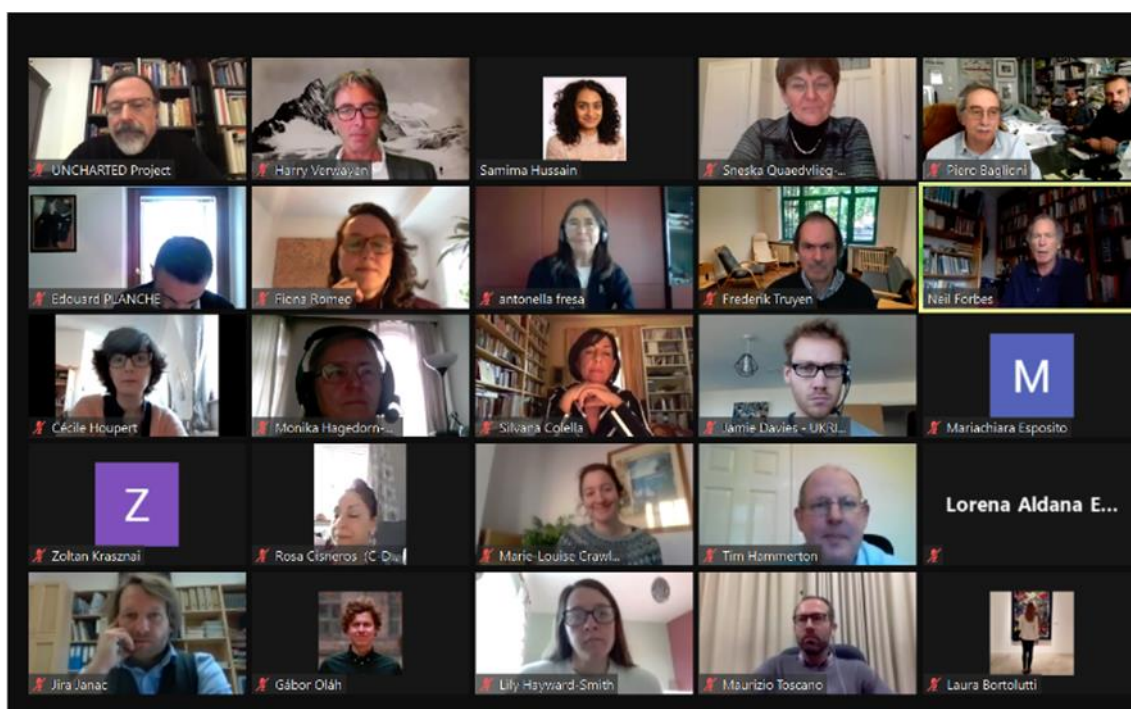 UNCHARTED Project
Harry Verwayen
Samima Hussain
Sneska Quaedvlieg-...
Piero Baglioni
Edouard PLANCHE
Fiona Romeo
antonella fresa
Frederik Truyen
Neil Forbes
Cécile Houpert
Monika Hagedorn-...
Silvana Colella
Jamie Davies - UKRI...
M
Mariachiara Esposito
Z
Zoltan Krasznai
Rosa Cisneros (C-D...
Marie-Louise Crawl...
Tim Hammerton
Lorena Aldana E...
Jira Janac
Gábor Oláh
Lily Hayward-Smith
Maurizio Toscano
Laura Bortolutti